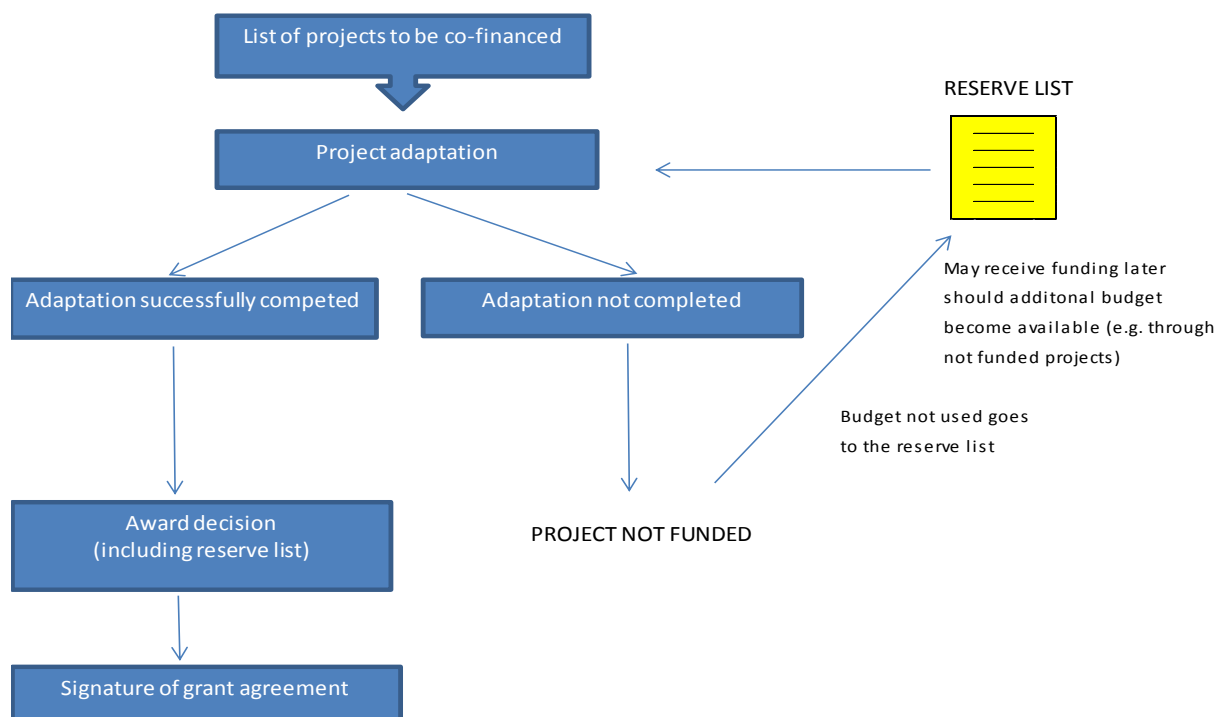 List of projects to be co-financed
RESERVE LIST
Project adaptation
May receive funding later
should additonal budget
become available (e.g. through
not funded projects)
Adaptation successfully competed
Adaptation not completed
Budget not used goes
to the reserve list
Award decision
(including reserve list)
PROJECT NOT FUNDED
Signature of grant agreement